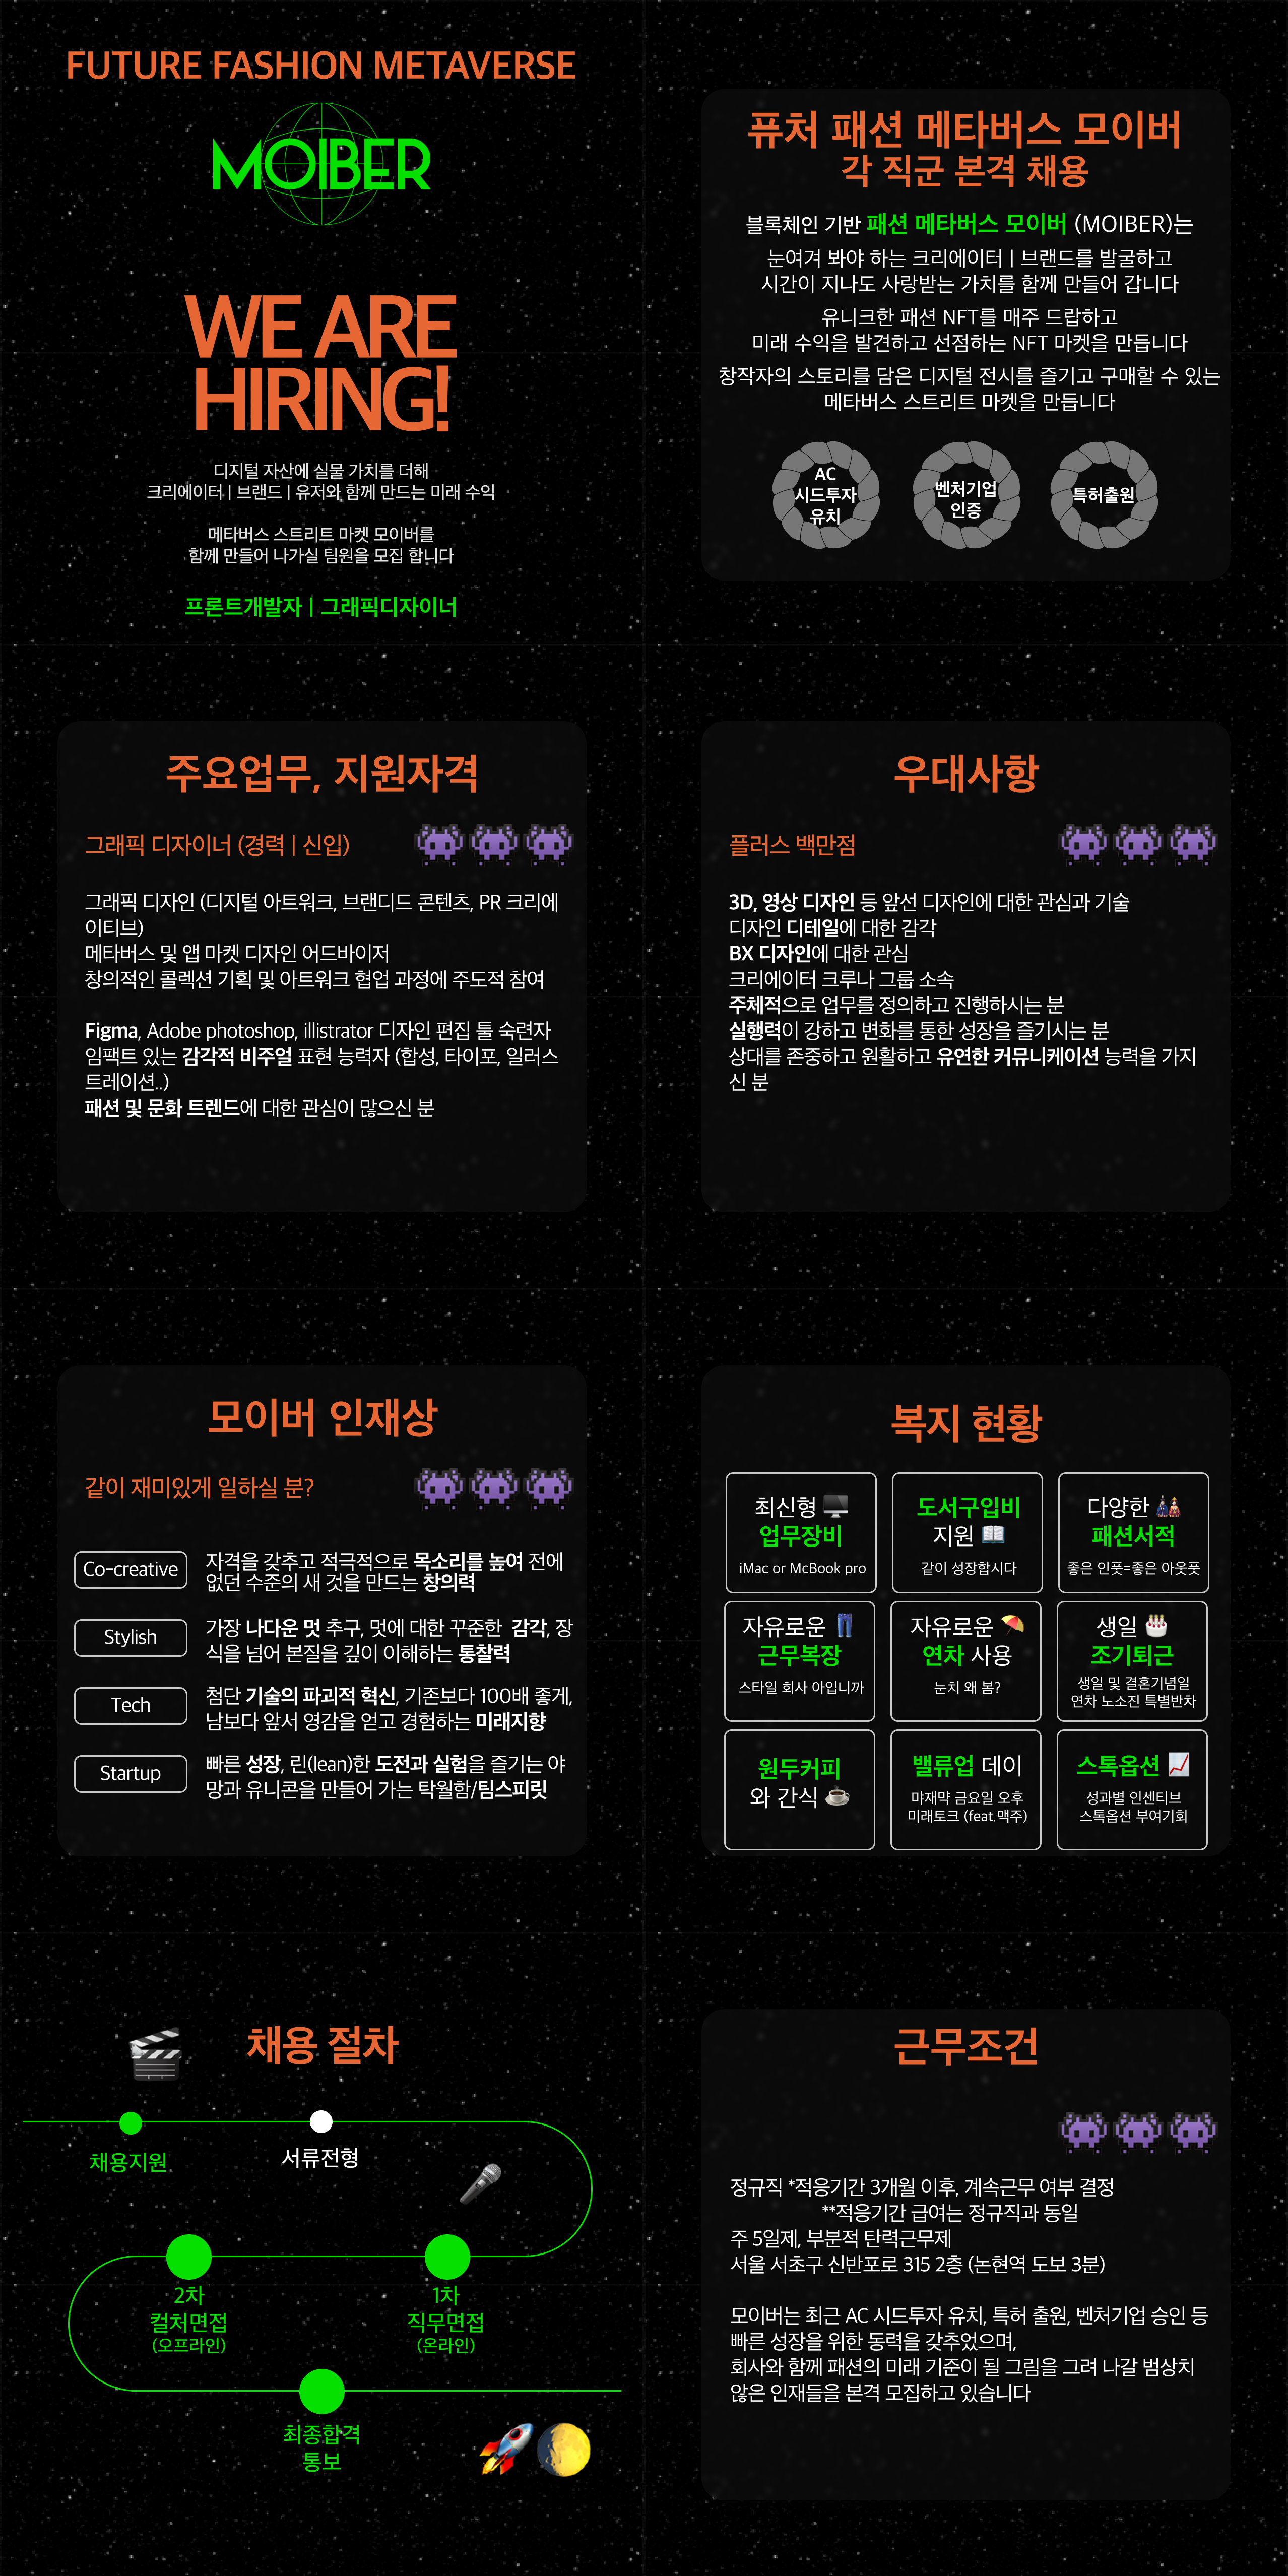 FUTURE FASHION METAVERSE
MOIBER
WE ARE
HIRING!
디지털 자산에 실물 가치를 더해
크리에이터 | 브랜드 | 유저와 함께 만드는 미래 수익
메타버스 스트리트 마켓 모이버를
함께 만들어 나가실 팀원을 모집 합니다
프론트개발자 | 그래픽디자이너
퓨처 패션 메타버스 모이버
각 직군 본격 채용
블록체인 기반 패션 메타버스 모이버 (MOIBER)는
눈여겨 봐야 하는 크리에이터 | 브랜드를 발굴하고
시간이 지나도 사랑받는 가치를 함께 만들어 갑니다
유니크한 패션 NFT를 매주 드랍하고
미래 수익을 발견하고 선점하는 NFT 마켓을 만듭니다
창작자의 스토리를 담은 디지털 전시를 즐기고 구매할 수 있는
메타버스 스트리트 마켓을 만듭니다
AC
시드투자
유치
벤처기업
인증
특허출원
주요업무, 지원자격
그래픽 디자이너 (경력 | 신입)
그래픽 디자인 (디지털 아트워크, 브랜디드 콘텐츠, PR 크리에
이티브)
메타버스 및 앱 마켓 디자인 어드바이저
창의적인 콜렉션 기획 및 아트워크 협업 과정에 주도적 참여
Figma, Adobe photoshop, illistrator 디자인 편집 툴 숙련자
임팩트 있는 감각적 비주얼 표현 능력자 (합성, 타이포, 일러스
트레이션..)
패션 및 문화 트렌드에 대한 관심이 많으신 분
우대사항
플러스 백만점
3D, 영상 디자인 등 앞선 디자인에 대한 관심과 기술
디자인 디테일에 대한 감각
BX 디자인에 대한 관심
크리에이터 크루나 그룹 소속
주체적으로 업무를 정의하고 진행하시는 분
실행력이 강하고 변화를 통한 성장을 즐기시는 분
상대를 존중하고 원활하고 유연한 커뮤니케이션 능력을 가지
신 분
모이버 인재상
같이 재미있게 일하실 분?
Co-creative
자격을 갖추고 적극적으로 목소리를 높여 전에
없던 수준의 새 것을 만드는 창의력
Stylish
가장 나다운 멋 추구, 멋에 대한 꾸준한 감각, 장
식을 넘어 본질을 깊이 이해하는 통찰력
Tech
첨단 기술의 파괴적 혁신, 기존보다 100배 좋게,
남보다 앞서 영감을 얻고 경험하는 미래지향
Startup
빠른 성장, 린(lean)한 도전과 실험을 즐기는 야
망과 유니콘을 만들어 가는 탁월함/팀스피릿
복지 현황
최신형
업무장비
iMac or McBook pro
도서구입비
지원
같이 성장합시다
다양한
패션서적
좋은 인풋=좋은 아웃풋
자유로운
근무복장
스타일 회사 아입니까
자유로운
연차 사용
눈치 왜 봄?
생일
조기퇴근
생일 및 결혼기념일
연차 노소진 특별반차
원두커피
와 간식
밸류업 데이
먀재먁 금요일 오후
미래토크 (feat.맥주)
스톡옵션
성과별 인센티브
스톡옵션 부여기회
채용 절차
채용지원
서류전형
2차
컬처면접
(오프라인)
1차
직무면접
(온라인)
최종합격
통보
근무조건
정규직 *적응기간 3개월 이후, 계속근무 여부 결정
**적응기간 급여는 정규직과 동일
주 5일제, 부분적 탄력근무제
서울 서초구 신반포로 315 2층 (논현역 도보 3분)
모이버는 최근 AC 시드투자 유치, 특허 출원, 벤처기업 승인 등
빠른 성장을 위한 동력을 갖추었으며,
회사와 함께 패션의 미래 기준이 될 그림을 그려 나갈 범상치
않은 인재들을 본격 모집하고 있습니다